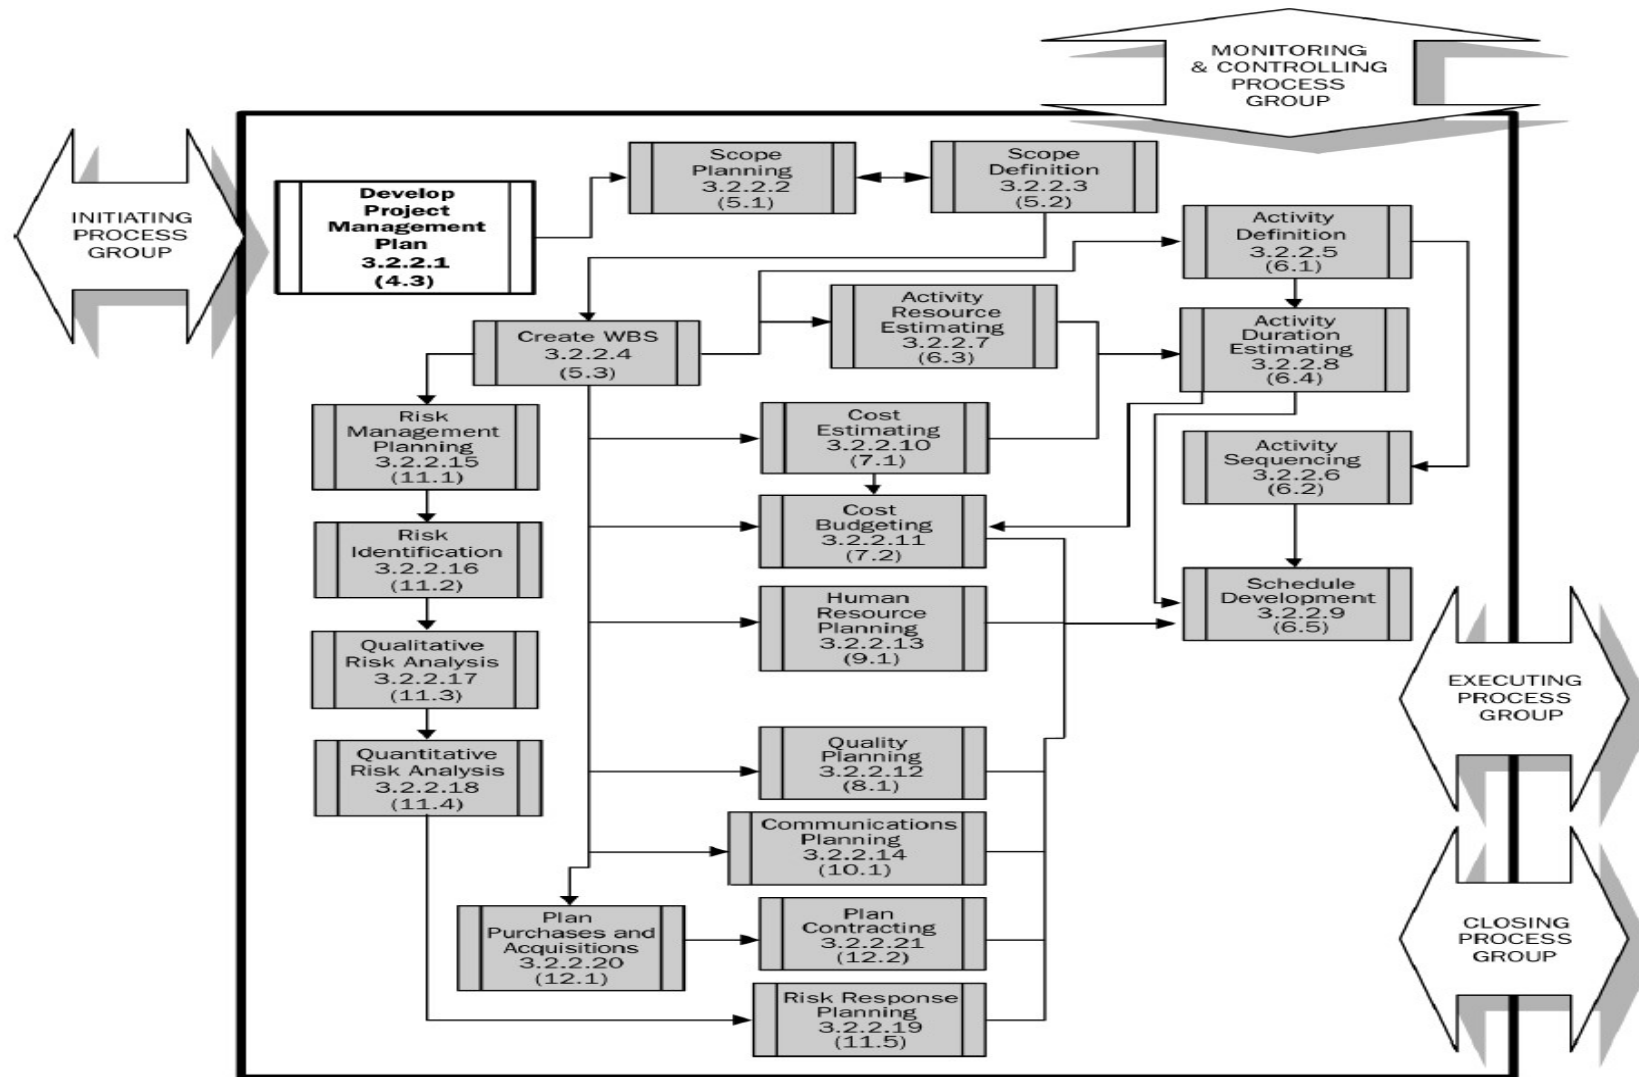 MONITORING
& CONTROLLING
PROCESS
GROUP
INITIATING
PROCESS
GROUP
Develop
Project
Management
Plan
3.2.2.1
(4.3)
Scope
Planning
3.2.2.2
(5.1)
Scope
Definition
3.2.2.3
(5.2)
Activity
Definition
3.2.2.5
(6.1)
Create WBS
3.2.2.4
(5.3)
Activity
Resource
Estimating
3.2.2.7
(6.3)
Activity
Duration
Estimating
3.2.2.8
(6.4)
Risk
Management
Planning
3.2.2.15
(11.1)
Cost
Estimating
3.2.2.10
(7.1)
Activity
Sequencing
3.2.2.6
(6.2)
Risk
Identification
3.2.2.16
(11.2)
Cost
Budgeting
3.2.2.11
(7.2)
Human
Resource
Planning
3.2.2.13
(9.1)
Schedule
Development
3.2.2.9
(6.5)
Qualitative
Risk Analysis
3.2.2.17
(11.3)
EXECUTING
PROCESS
GROUP
Quantitative
Risk Analysis
3.2.2.18
(11.4)
Quality
Planning
3.2.2.12
(8.1)
Communications
Planning
3.2.2.14
(10.1)
Plan
Purchases and
Acquisitions
3.2.2.20
(12.1)
Plan
Contracting
3.2.2.21
(12.2)
CLOSING
PROCESS
GROUP
Risk Response
Planning
3.2.2.19
(11.5)